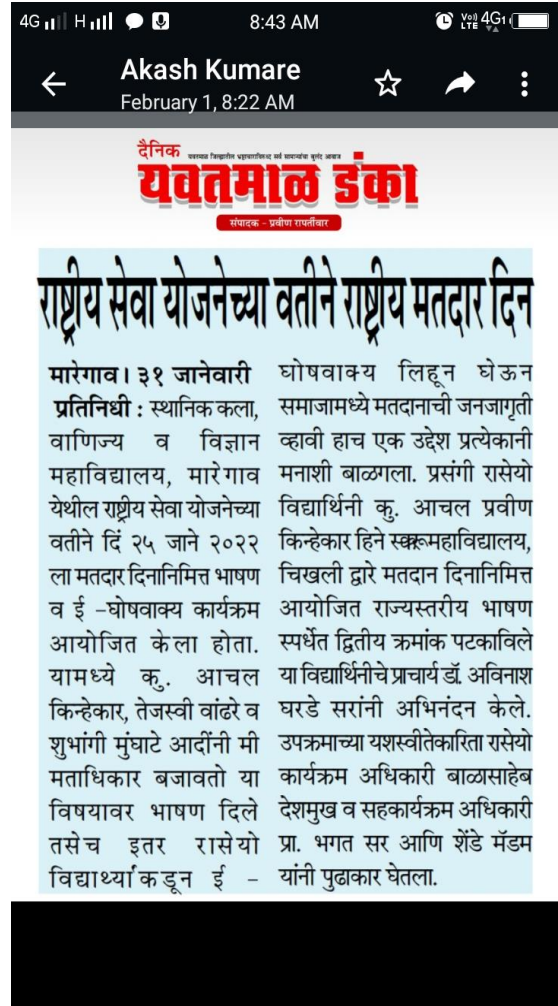 4G H 8:43 AM Vo)) LTE 4G
Akash Kumare
February 1, 8:22 AM
दैनिक यवतमाळ जिल्ह्यातील भ्रष्टाचाराविरुध्द सर्व सामान्यांचा बुलंद आवाज
यवतमाळ डंका
संपादक - प्रवीण रापर्तीवार
राष्ट्रीय सेवा योजनेच्या वतीने राष्ट्रीय मतदार दिन
मारेगाव। ३१ जानेवारी
प्रतिनिधी : स्थानिक कला,
वाणिज्य व विज्ञान
महाविद्यालय, मारेगाव
येथील राष्ट्रीय सेवा योजनेच्या
वतीने दिं २५ जाने २०२२
ला मतदार दिनानिमित्त भाषण
व ई -घोषवाक्य कार्यक्रम
आयोजित केला होता.
यामध्ये कु. आचल
किन्हेकार, तेजस्वी वांढरे व
शुभांगी मुंघाटे आदींनी मी
मताधिकार बजावतो या
विषयावर भाषण दिले
तसेच इतर रासेयो
विद्यार्थ्यांकडून ई -
घोषवाक्य लिहून घेऊन
समाजामध्ये मतदानाची जनजागृती
व्हावी हाच एक उद्देश प्रत्येकानी
मनाशी बाळगला. प्रसंगी रासेयो
विद्यार्थिनी कु. आचल प्रवीण
किन्हेकार हिने महाविद्यालय,
चिखली द्वारे मतदान दिनानिमित्त
आयोजित राज्यस्तरीय भाषण
स्पर्धेत द्वितीय क्रमांक पटकाविले
या विद्यार्थिनीचे प्राचार्य डॉ. अविनाश
घरडे सरांनी अभिनंदन केले.
उपक्रमाच्या यशस्वीतेकारिता रासेयो
कार्यक्रम अधिकारी बाळासाहेब
देशमुख व सहकार्यक्रम अधिकारी
प्रा. भगत सर आणि शेंडे मॅडम
यांनी पुढाकार घेतला.